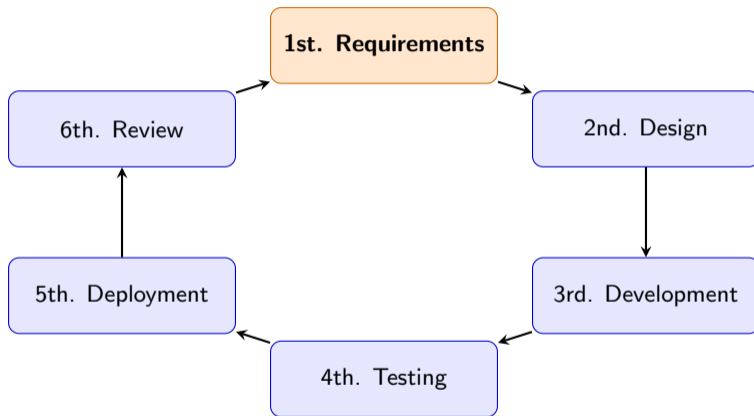 1st. Requirements
2nd. Design
3rd. Development
4th. Testing
5th. Deployment
6th. Review